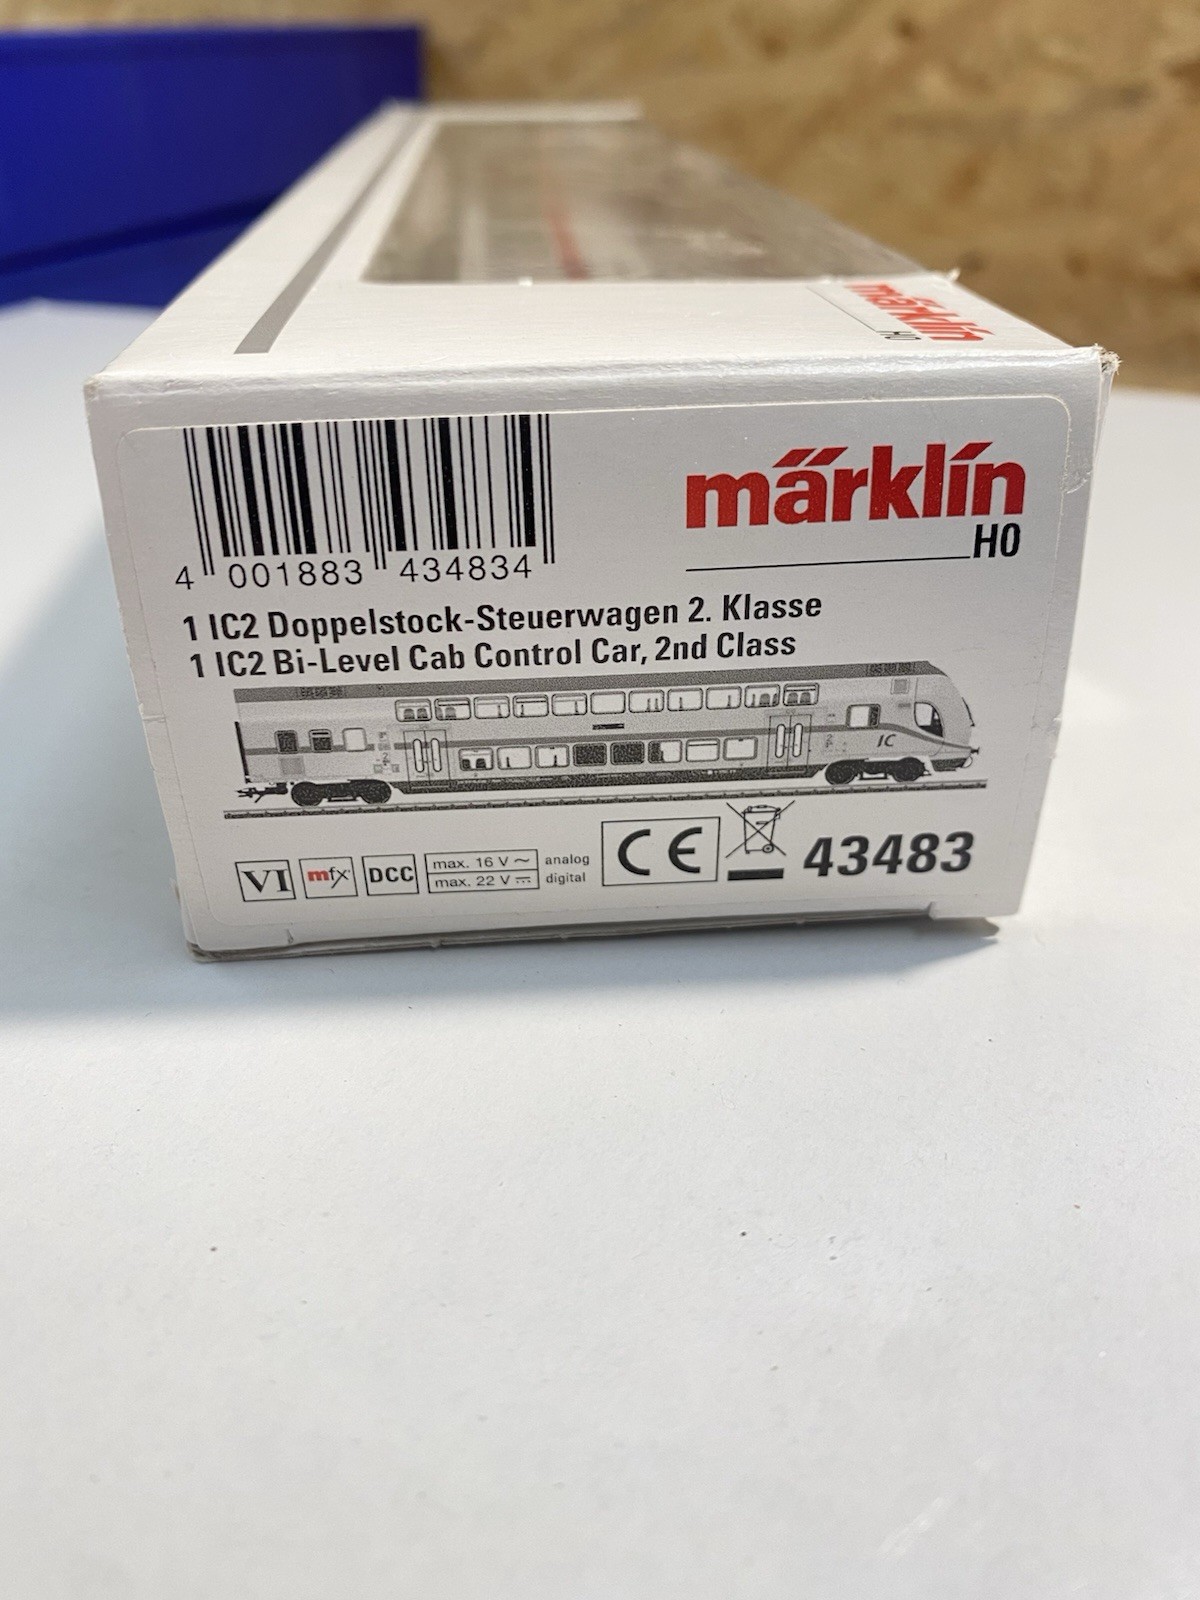 märklin
H0
märklin
H0
4 001883 434834
1 IC2 Doppelstock-Steuerwagen 2. Klasse
1 IC2 Bi-Level Cab Control Car, 2nd Class
IC
VI
mfx
DCC
max. 16 V ~ analog
max. 22 V ⎓ digital
CE
43483